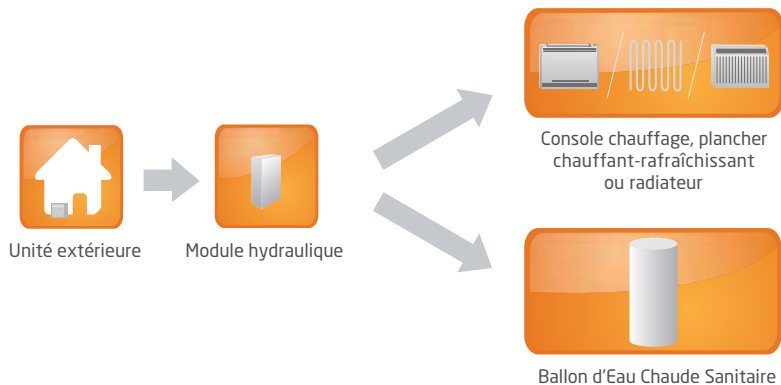 Console chauffage, plancher
chauffant-rafraîchissant
ou radiateur
Unité extérieure
Module hydraulique
Ballon d'Eau Chaude Sanitaire